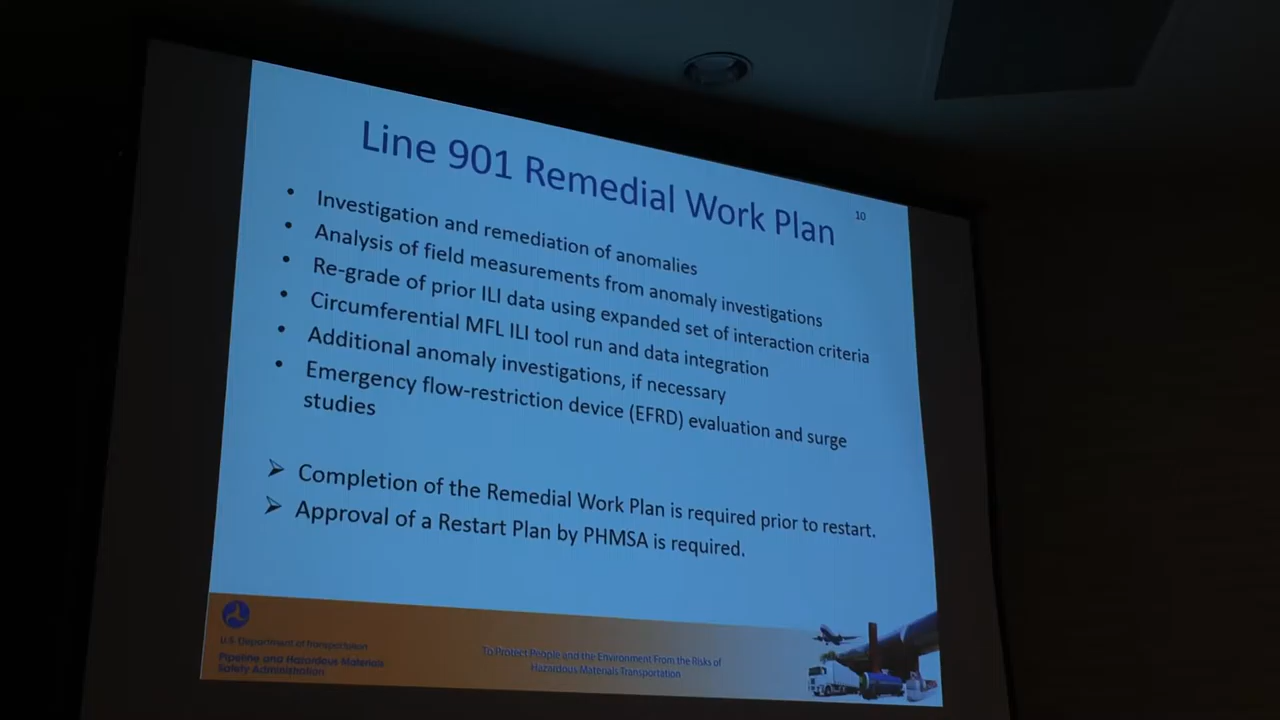 Line 901 Remedial Work Plan
10
• Investigation and remediation of anomalies
• Analysis of field measurements from anomaly investigations
• Re-grade of prior ILI data using expanded set of interaction criteria
• Circumferential MFL ILI tool run and data integration
• Additional anomaly investigations, if necessary
• Emergency flow-restriction device (EFRD) evaluation and surge
studies
➢ Completion of the Remedial Work Plan is required prior to restart.
➢ Approval of a Restart Plan by PHMSA is required.
U.S. Department of Transportation
Pipeline and Hazardous Materials
Safety Administration
To Protect People and the Environment From the Risks of
Hazardous Materials Transportation